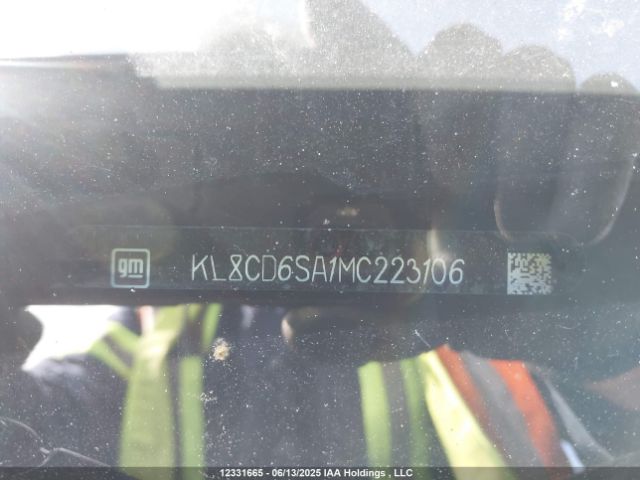 gm KL8CD6SA1MC223106
12331665 - 06/13/2025 IAA Holdings , LLC